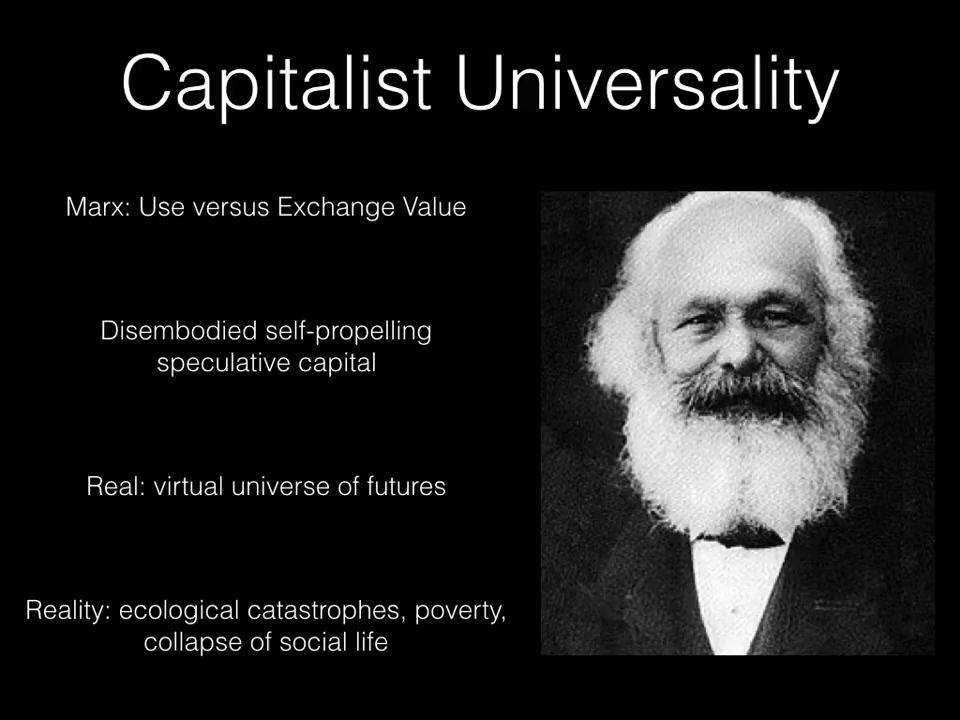 Capitalist Universality
Marx: Use versus Exchange Value
Disembodied self-propelling
speculative capital
Real: virtual universe of futures
Reality: ecological catastrophes, poverty,
collapse of social life